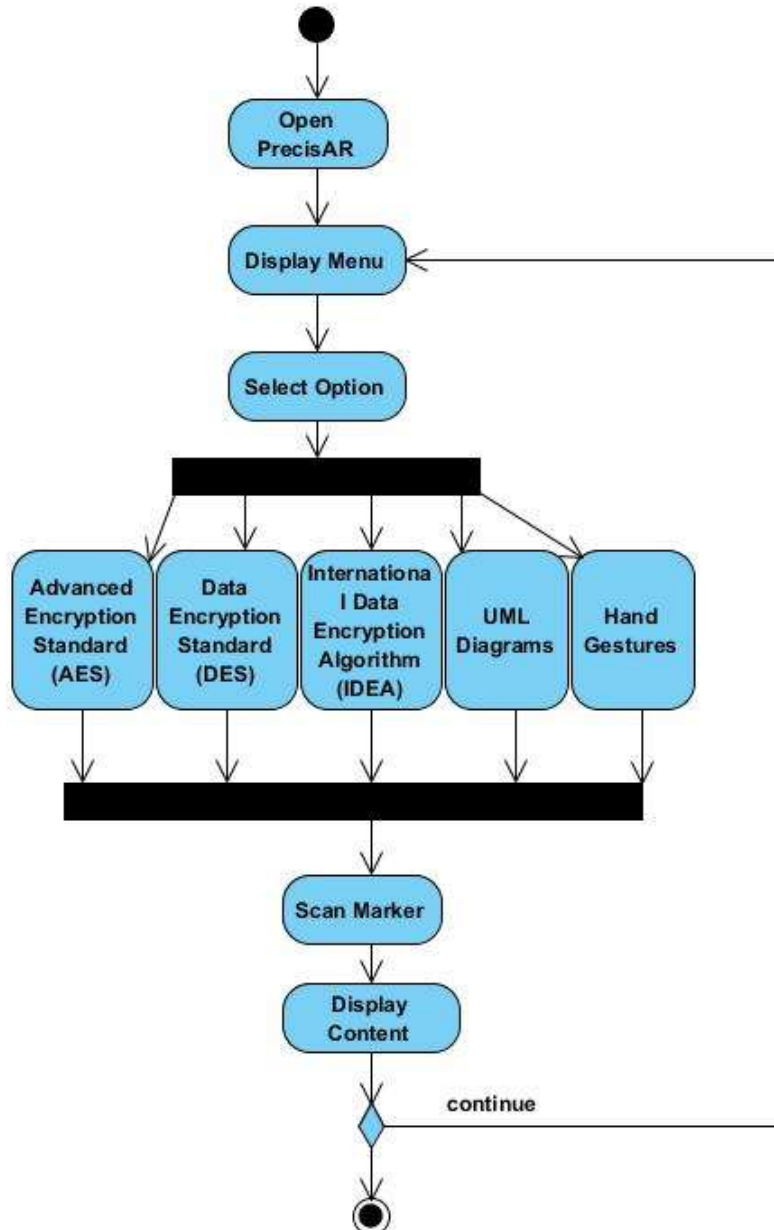 Open
PrecisAR
Display Menu
Select Option
Advanced
Encryption
Standard
(AES)
Data
Encryption
Standard
(DES)
Internationa
l Data
Encryption
Algorithm
(IDEA)
UML
Diagrams
Hand
Gestures
Scan Marker
Display
Content
continue